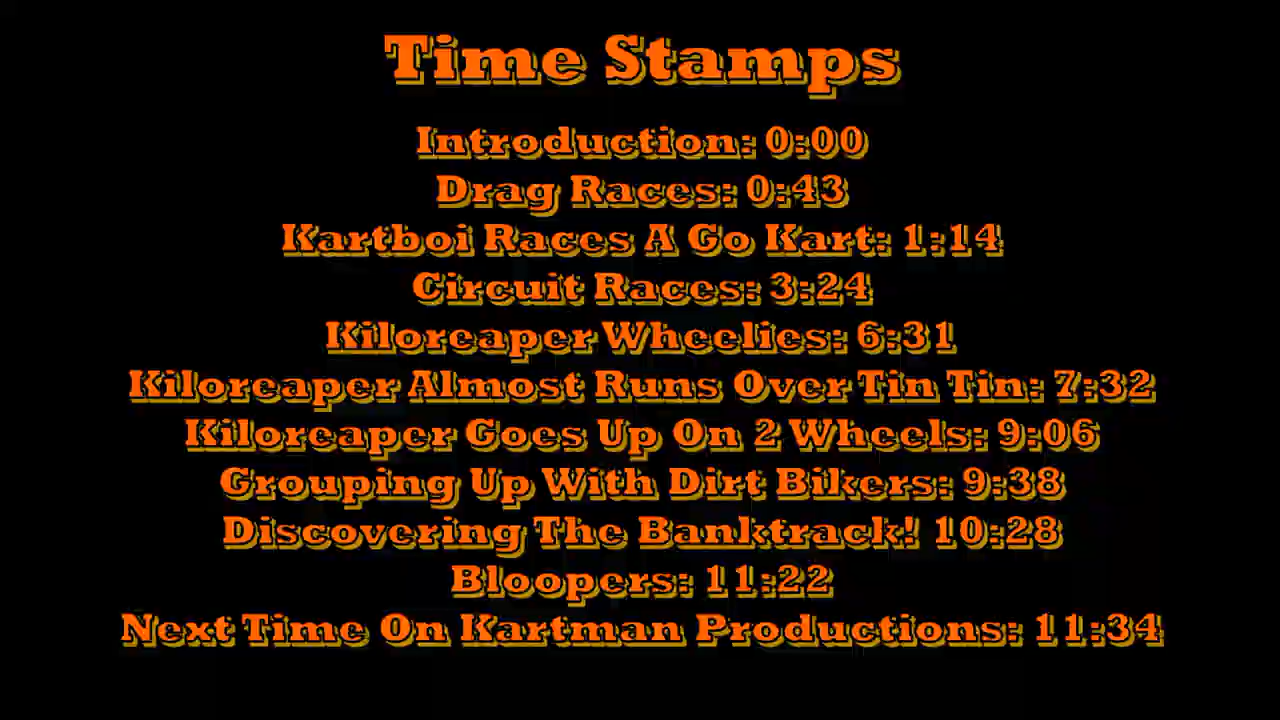 Time Stamps
Introduction: 0:00
Drag Races: 0:43
Kartboi Races A Go Kart: 1:14
Circuit Races: 3:24
Kiloreaper Wheelies: 6:31
Kiloreaper Almost Runs Over Tin Tin: 7:32
Kiloreaper Goes Up On 2 Wheels: 9:06
Grouping Up With Dirt Bikers: 9:38
Discovering The Banktrack! 10:28
Bloopers: 11:22
Next Time On Kartman Productions: 11:34